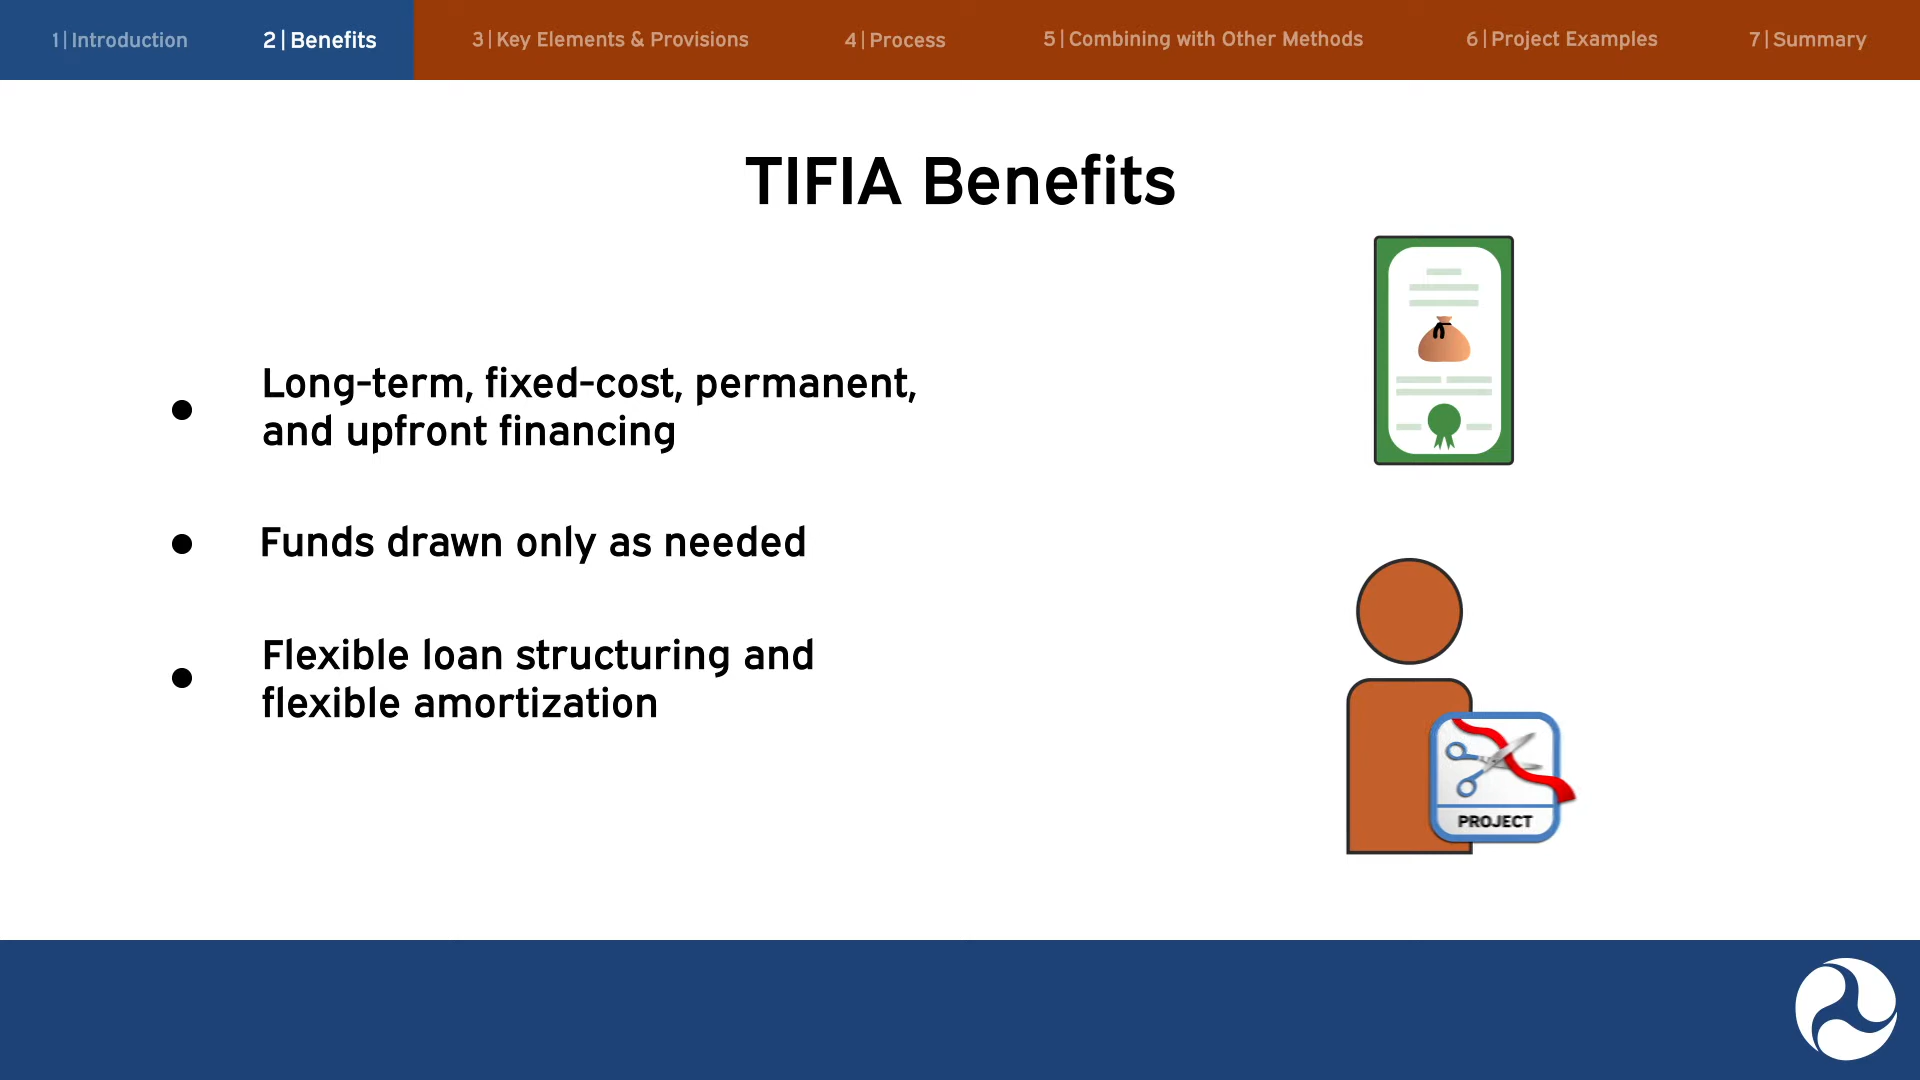 1|Introduction 2|Benefits 3|Key Elements & Provisions 4|Process 5|Combining with Other Methods 6|Project Examples 7|Summary
TIFIA Benefits
• Long-term, fixed-cost, permanent,
and upfront financing
• Funds drawn only as needed
• Flexible loan structuring and
flexible amortization
PROJECT